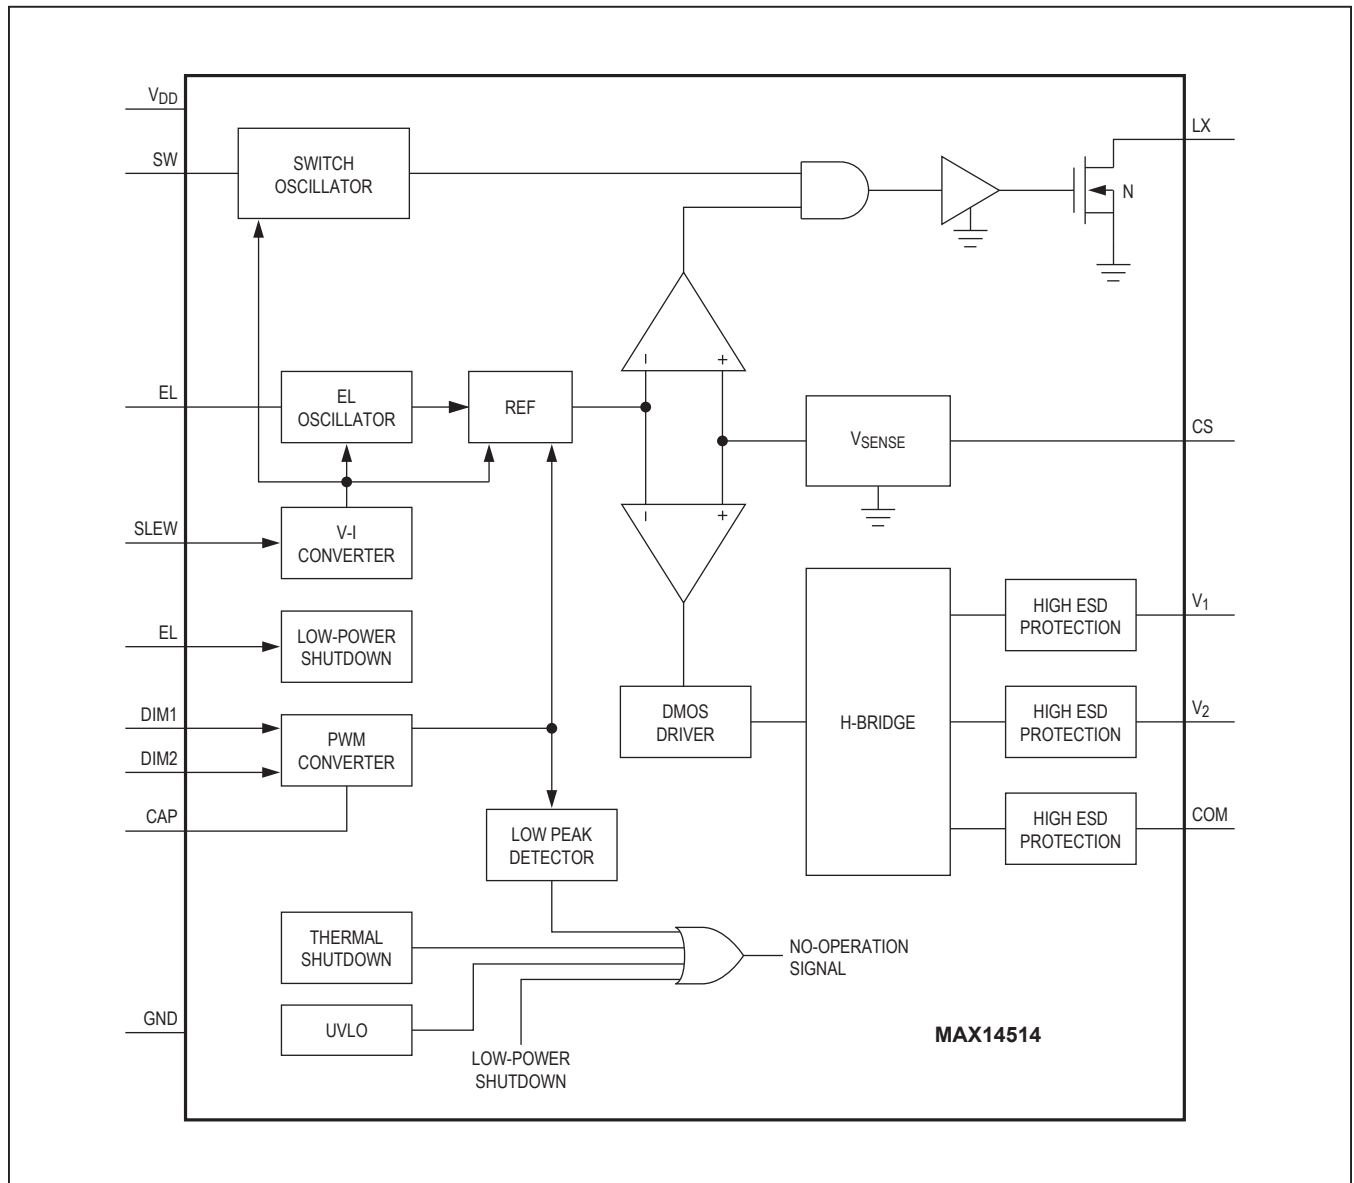 VDD
SW
SWITCH
OSCILLATOR
LX
N
EL
EL
OSCILLATOR
REF
–
+
VSENSE
CS
SLEW
V-I
CONVERTER
–
+
EL
LOW-POWER
SHUTDOWN
DIM1
DIM2
PWM
CONVERTER
CAP
DMOS
DRIVER
H-BRIDGE
HIGH ESD
PROTECTION
V1
HIGH ESD
PROTECTION
V2
HIGH ESD
PROTECTION
COM
LOW PEAK
DETECTOR
THERMAL
SHUTDOWN
NO-OPERATION
SIGNAL
GND
UVLO
LOW-POWER
SHUTDOWN
MAX14514